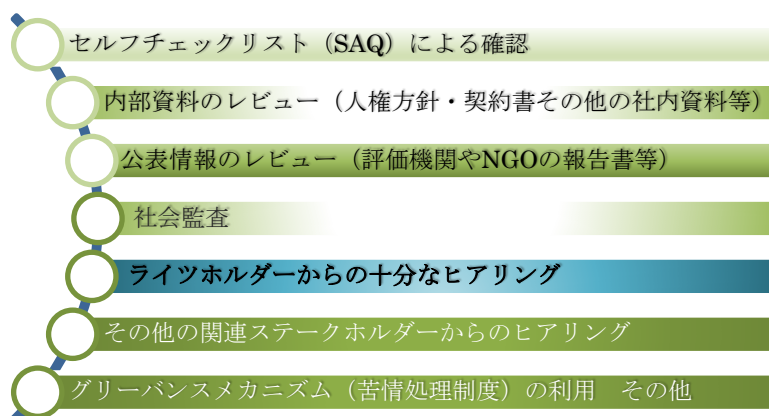 セルフチェックリスト（SAQ）による確認
内部資料のレビュー（人権方針・契約書その他の社内資料等）
公表情報のレビュー（評価機関やNGOの報告書等）
社会監査
ライツホルダーからの十分なヒアリング
その他の関連ステークホルダーからのヒアリング
グリーバンスメカニズム（苦情処理制度）の利用　その他